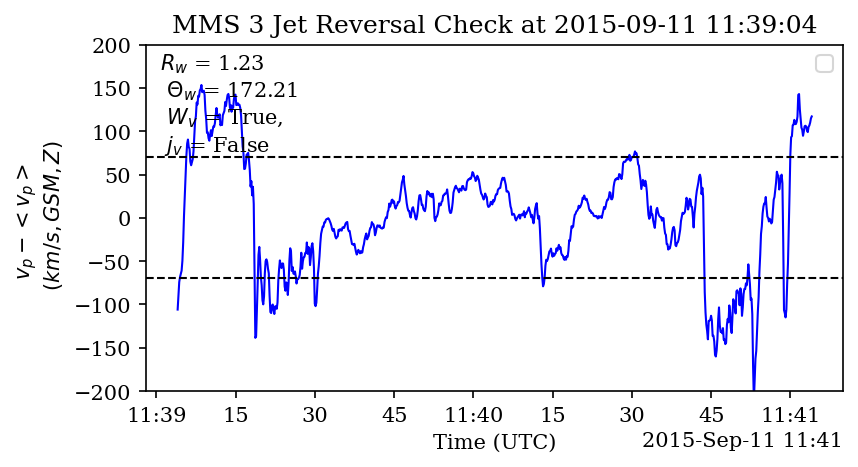 MMS 3 Jet Reversal Check at 2015-09-11 11:39:04
200
150
100
50
0
−50
−100
−150
−200
v_p − < v_p >
(km/s, GSM, Z)
R_w = 1.23
Θ_w = 172.21
W_v = True,
j_v = False
11:39 15 30 45 11:40 15 30 45 11:41
Time (UTC)
2015-Sep-11 11:41